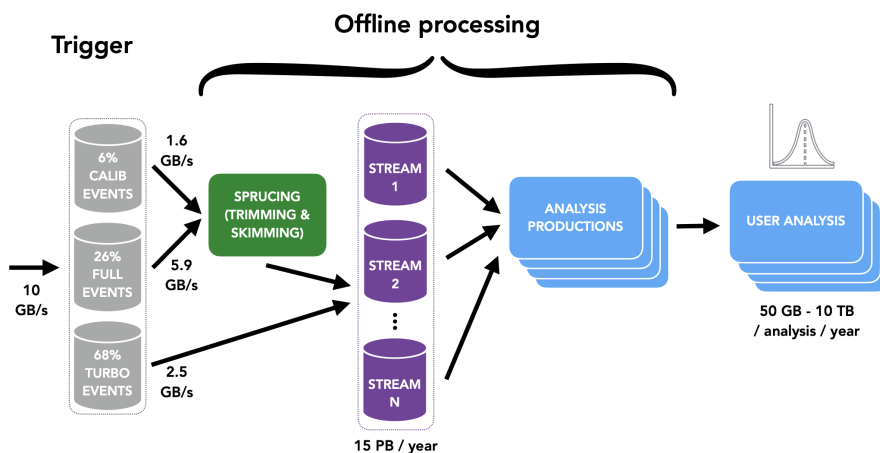 Offline processing
Trigger
1.6
GB/s
6%
CALIB
EVENTS
26%
FULL
EVENTS
5.9
GB/s
10
GB/s
68%
TURBO
EVENTS
2.5
GB/s
SPRUCING
(TRIMMING &
SKIMMING)
STREAM
1
STREAM
2
STREAM
N
15 PB / year
ANALYSIS
PRODUCTIONS
USER ANALYSIS
50 GB - 10 TB
/ analysis / year